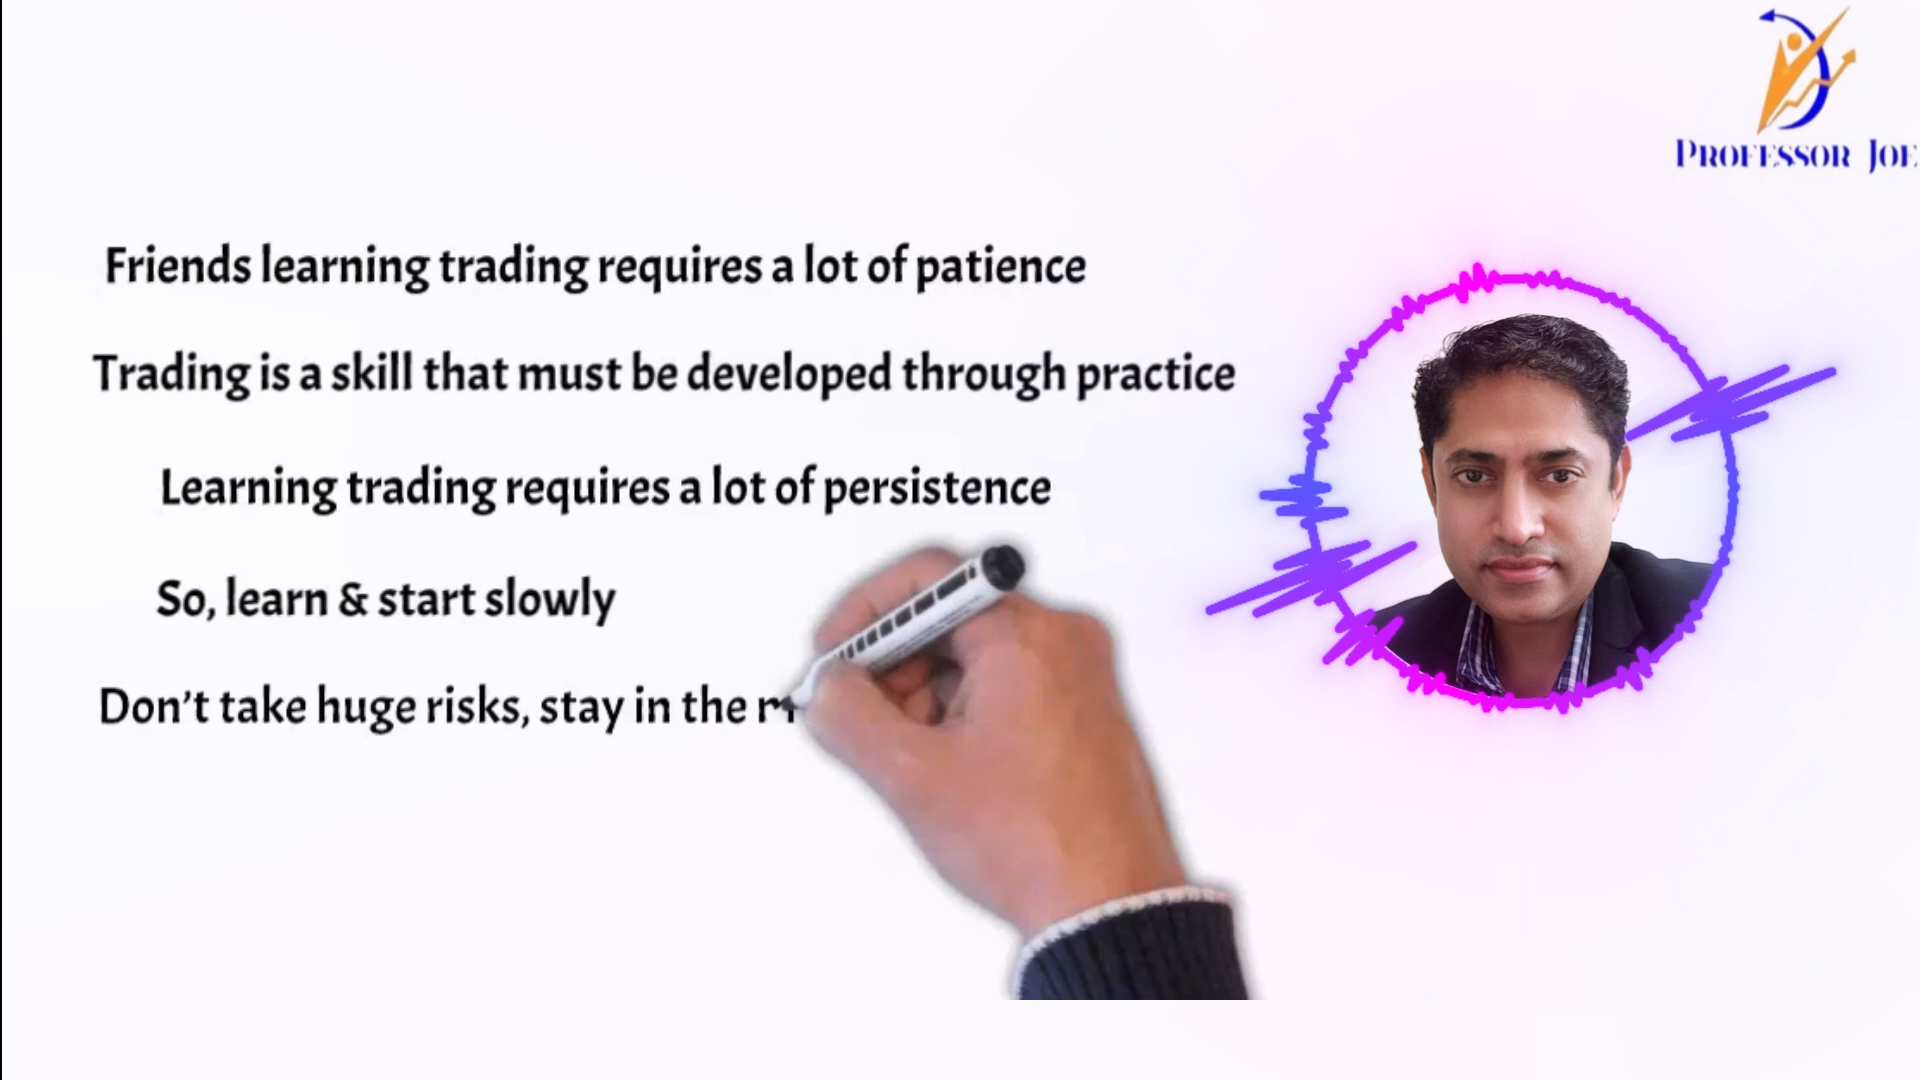 PROFESSOR JOE
Friends learning trading requires a lot of patience
Trading is a skill that must be developed through practice
Learning trading requires a lot of persistence
So, learn & start slowly
Don't take huge risks, stay in the